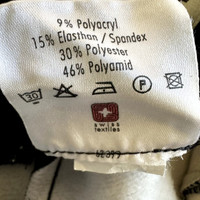 9% Polyacryl
15% Elasthan / Spandex
30% Polyester
46% Polyamid
30
P
swiss
textiles